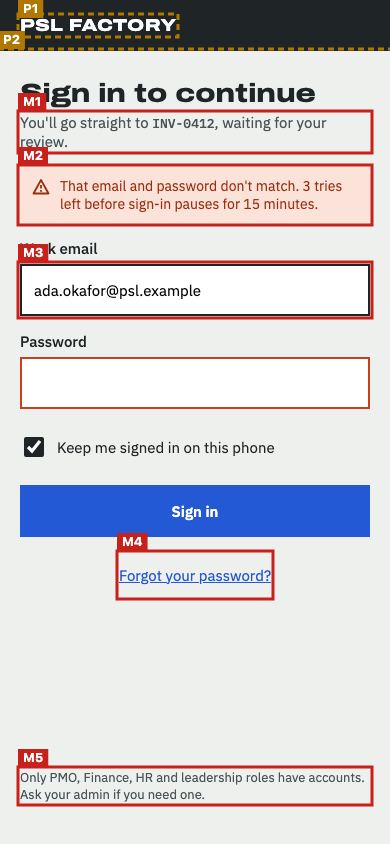 P1
PSL FACTORY
P2
Sign in to continue
M1
You'll go straight to INV-0412, waiting for your
review.
M2
That email and password don't match. 3 tries
left before sign-in pauses for 15 minutes.
M3
email
ada.okafor@psl.example
Password
Keep me signed in on this phone
Sign in
M4
Forgot your password?
M5
Only PMO, Finance, HR and leadership roles have accounts.
Ask your admin if you need one.